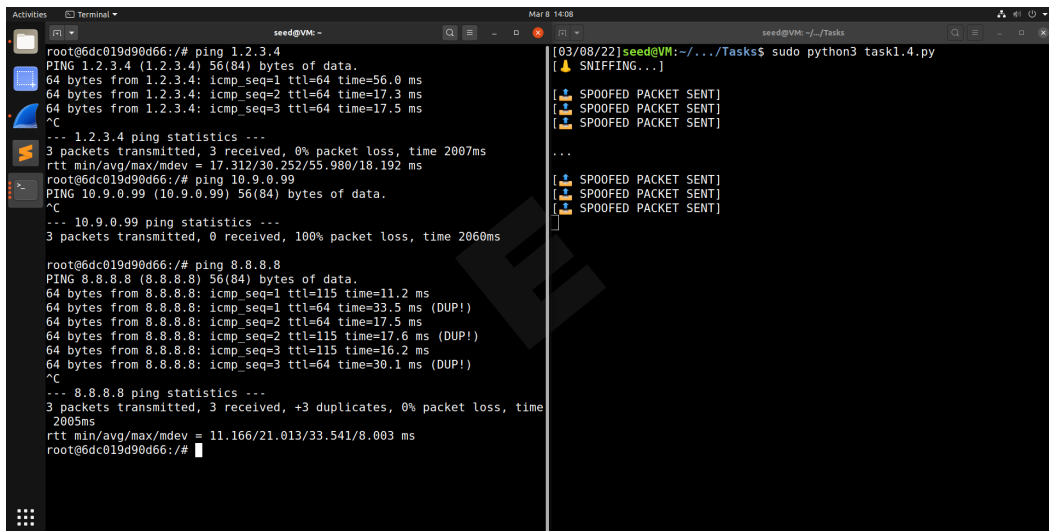 Activities
Terminal
Mar 8 14:08
seed@VM: ~
root@6dc019d90d66:/# ping 1.2.3.4
PING 1.2.3.4 (1.2.3.4) 56(84) bytes of data.
64 bytes from 1.2.3.4: icmp_seq=1 ttl=64 time=56.0 ms
64 bytes from 1.2.3.4: icmp_seq=2 ttl=64 time=17.3 ms
64 bytes from 1.2.3.4: icmp_seq=3 ttl=64 time=17.5 ms
^C
--- 1.2.3.4 ping statistics ---
3 packets transmitted, 3 received, 0% packet loss, time 2007ms
rtt min/avg/max/mdev = 17.312/30.252/55.980/18.192 ms
root@6dc019d90d66:/# ping 10.9.0.99
PING 10.9.0.99 (10.9.0.99) 56(84) bytes of data.
^C
--- 10.9.0.99 ping statistics ---
3 packets transmitted, 0 received, 100% packet loss, time 2060ms
root@6dc019d90d66:/# ping 8.8.8.8
PING 8.8.8.8 (8.8.8.8) 56(84) bytes of data.
64 bytes from 8.8.8.8: icmp_seq=1 ttl=115 time=11.2 ms
64 bytes from 8.8.8.8: icmp_seq=1 ttl=64 time=33.5 ms (DUP!)
64 bytes from 8.8.8.8: icmp_seq=2 ttl=64 time=17.5 ms
64 bytes from 8.8.8.8: icmp_seq=2 ttl=115 time=17.6 ms (DUP!)
64 bytes from 8.8.8.8: icmp_seq=3 ttl=115 time=16.2 ms
64 bytes from 8.8.8.8: icmp_seq=3 ttl=64 time=30.1 ms (DUP!)
^C
--- 8.8.8.8 ping statistics ---
3 packets transmitted, 3 received, +3 duplicates, 0% packet loss, time
2005ms
rtt min/avg/max/mdev = 11.166/21.013/33.541/8.003 ms
root@6dc019d90d66:/#
seed@VM: ~/.../Tasks
[03/08/22]seed@VM:~/.../Tasks$ sudo python3 task1.4.py
[👃 SNIFFING...]
[📤 SPOOFED PACKET SENT]
[📤 SPOOFED PACKET SENT]
[📤 SPOOFED PACKET SENT]
...
[📤 SPOOFED PACKET SENT]
[📤 SPOOFED PACKET SENT]
[📤 SPOOFED PACKET SENT]